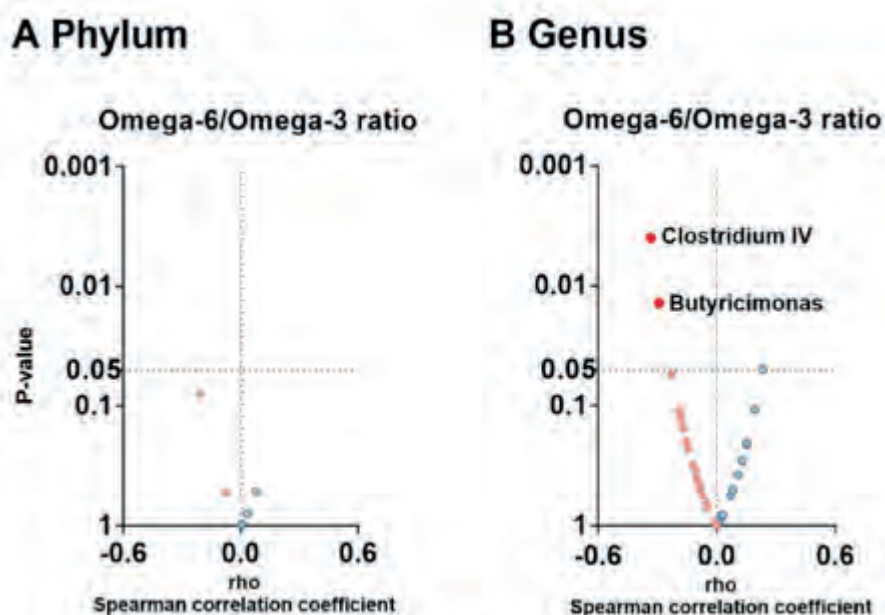 A Phylum
Omega-6/Omega-3 ratio
0.001
0.01
0.05
0.1
1
P-value
-0.6
0.0
0.6
rho
Spearman correlation coefficient
B Genus
Omega-6/Omega-3 ratio
0.001
Clostridium IV
0.01
Butyricimonas
0.05
0.1
1
-0.6
0.0
0.6
rho
Spearman correlation coefficient